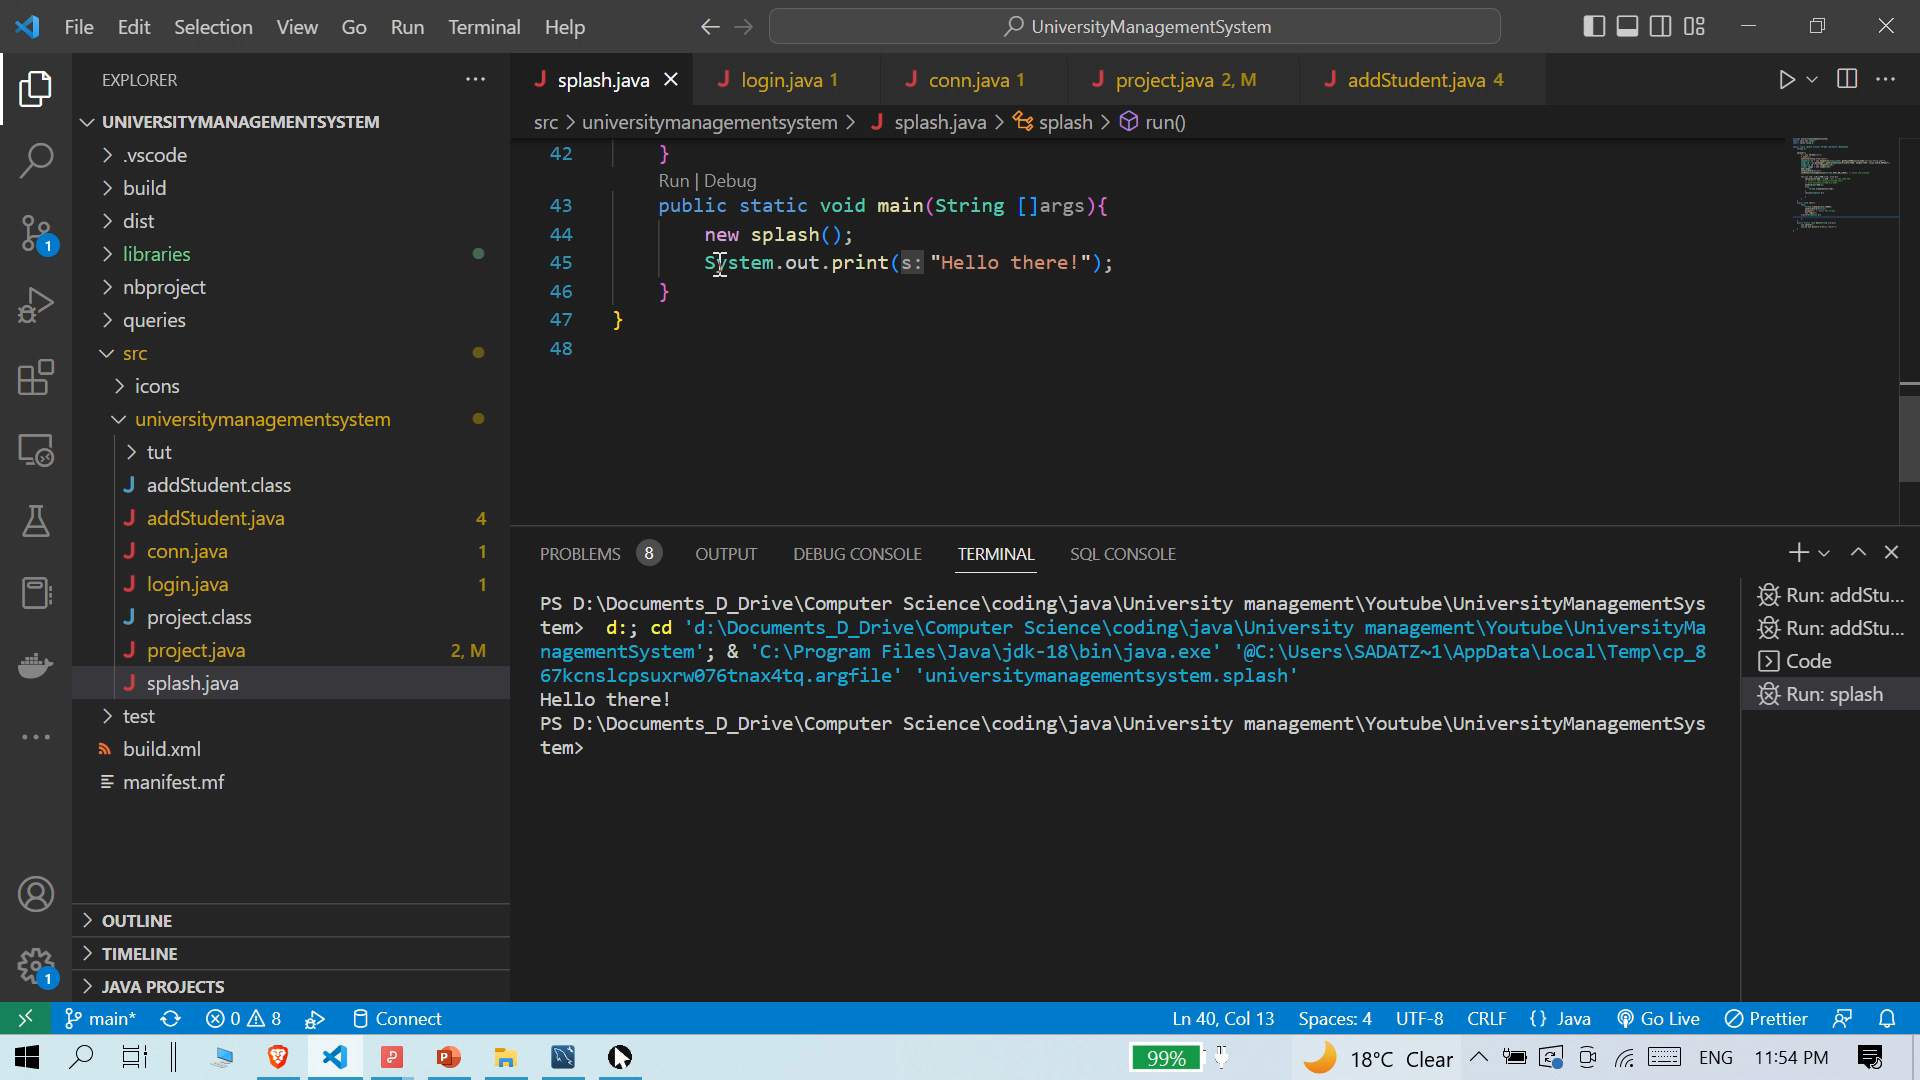 File Edit Selection View Go Run Terminal Help
UniversityManagementSystem
EXPLORER
UNIVERSITYMANAGEMENTSYSTEM
.vscode
build
dist
libraries
nbproject
queries
src
icons
universitymanagementsystem
tut
addStudent.class
addStudent.java 4
conn.java 1
login.java 1
project.class
project.java 2, M
splash.java
test
build.xml
manifest.mf
OUTLINE
TIMELINE
JAVA PROJECTS
1
1
splash.java login.java 1 conn.java 1 project.java 2, M addStudent.java 4
src > universitymanagementsystem > splash.java > splash > run()
42 }
Run | Debug
43 public static void main(String []args){
44 new splash();
45 System.out.print(s: "Hello there!");
46 }
47 }
48
PROBLEMS 8 OUTPUT DEBUG CONSOLE TERMINAL SQL CONSOLE
PS D:\Documents_D_Drive\Computer Science\coding\java\University management\Youtube\UniversityManagementSys
tem> d:; cd 'd:\Documents_D_Drive\Computer Science\coding\java\University management\Youtube\UniversityMa
nagementSystem'; & 'C:\Program Files\Java\jdk-18\bin\java.exe' '@C:\Users\SADATZ~1\AppData\Local\Temp\cp_8
67kcnslcpsuxrw076tnax4tq.argfile' 'universitymanagementsystem.splash'
Hello there!
PS D:\Documents_D_Drive\Computer Science\coding\java\University management\Youtube\UniversityManagementSys
tem>
Run: addStu...
Run: addStu...
Code
Run: splash
main* 0 8 Connect Ln 40, Col 13 Spaces: 4 UTF-8 CRLF {} Java Go Live Prettier
99% 18°C Clear ENG 11:54 PM